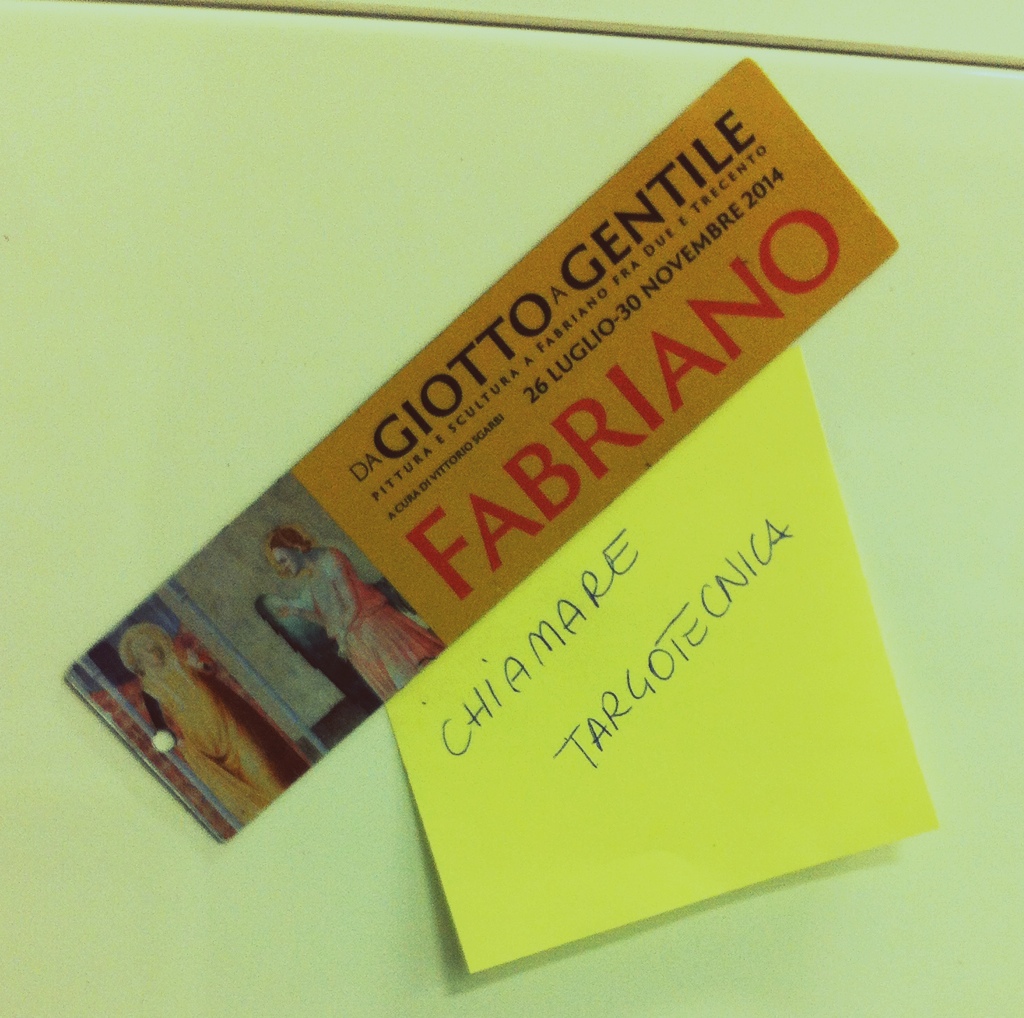 DA GIOTTO A GENTILE
PITTURA E SCULTURA A FABRIANO FRA DUE E TRECENTO
A CURA DI VITTORIO SGARBI
26 LUGLIO-30 NOVEMBRE 2014
FABRIANO
CHIAMARE
TARGOTECNICA